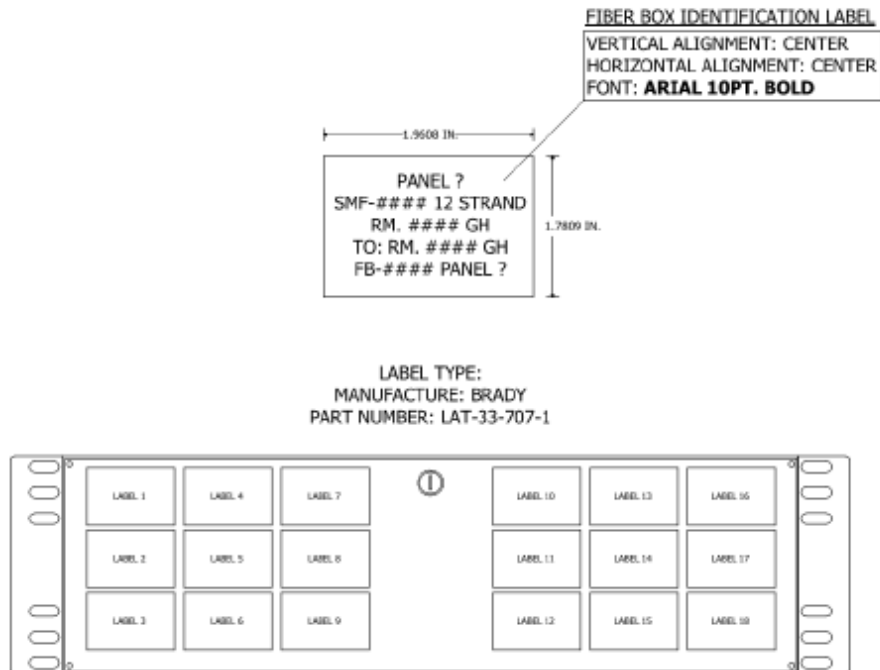 FIBER BOX IDENTIFICATION LABEL
VERTICAL ALIGNMENT: CENTER
HORIZONTAL ALIGNMENT: CENTER
FONT: ARIAL 10PT. BOLD
1.9608 IN.
PANEL ?
SMF-#### 12 STRAND
RM. #### GH
TO: RM. #### GH
FB-#### PANEL ?
1.7809 IN.
LABEL TYPE:
MANUFACTURE: BRADY
PART NUMBER: LAT-33-707-1
LABEL 1 LABEL 4 LABEL 7 LABEL 10 LABEL 13 LABEL 16
LABEL 2 LABEL 5 LABEL 8 LABEL 11 LABEL 14 LABEL 17
LABEL 3 LABEL 6 LABEL 9 LABEL 12 LABEL 15 LABEL 18